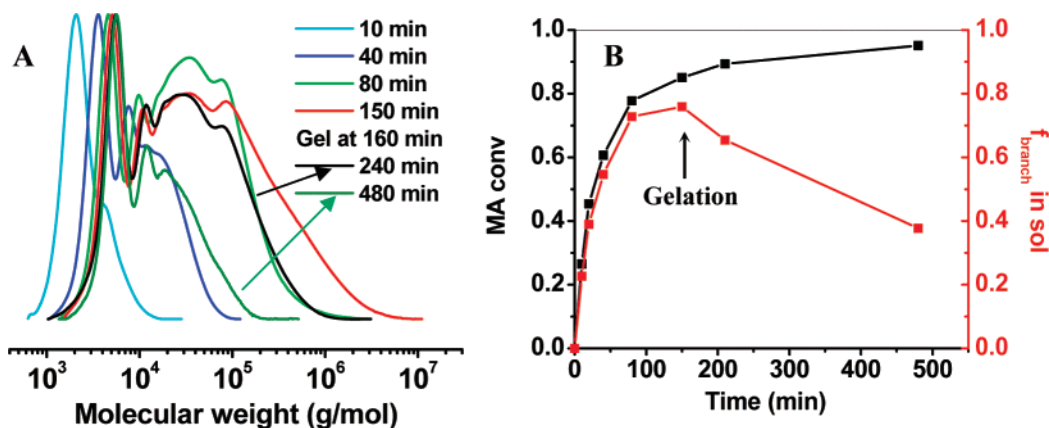 A
10 min
40 min
80 min
150 min
Gel at 160 min
240 min
480 min
10³ 10⁴ 10⁵ 10⁶ 10⁷
Molecular weight (g/mol)
B
1.0
0.8
0.6
0.4
0.2
0.0
MA conv
Gelation
1.0
0.8
0.6
0.4
0.2
0.0
f_branch in sol
0 100 200 300 400 500
Time (min)